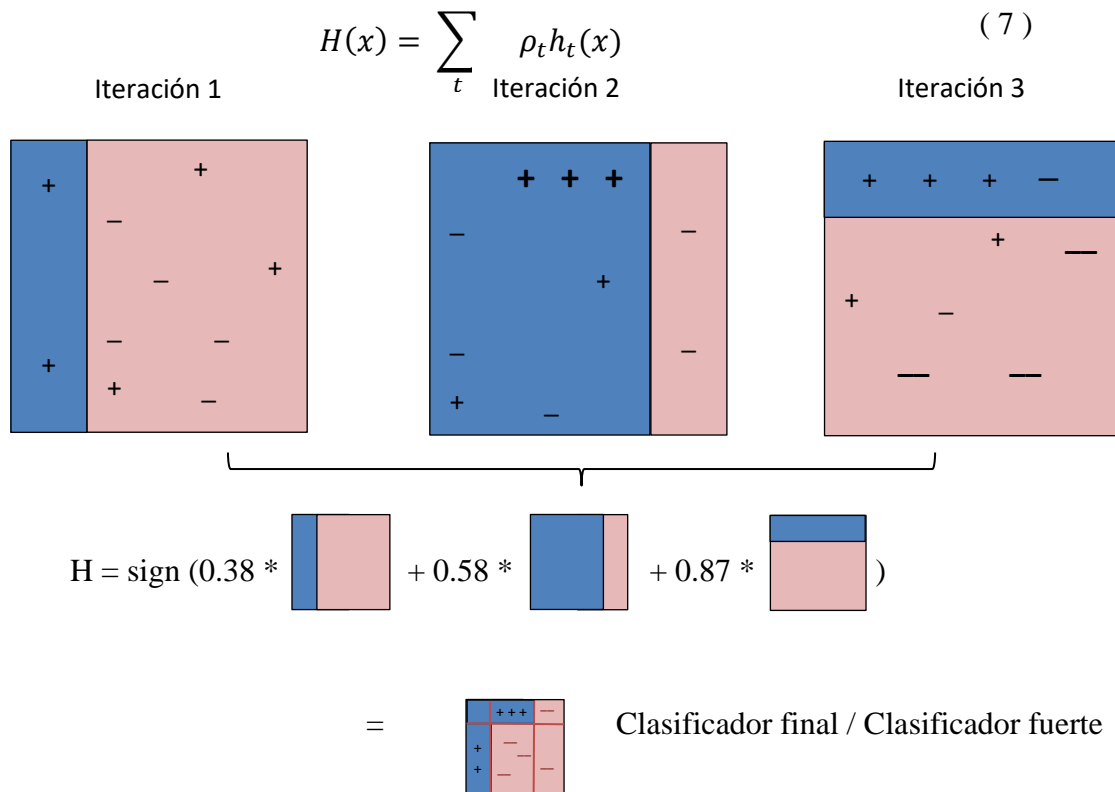 H(x) = ∑ ρₜhₜ(x) ( 7 )
t
Iteración 1 Iteración 2 Iteración 3
+ + + + + + + + —
+ — — — + ——
+ — + + —
— — — — —— ——
+ + — + —
H = sign (0.38 * + 0.58 * + 0.87 * )
= +++ — Clasificador final / Clasificador fuerte
+ —
— —
+ —